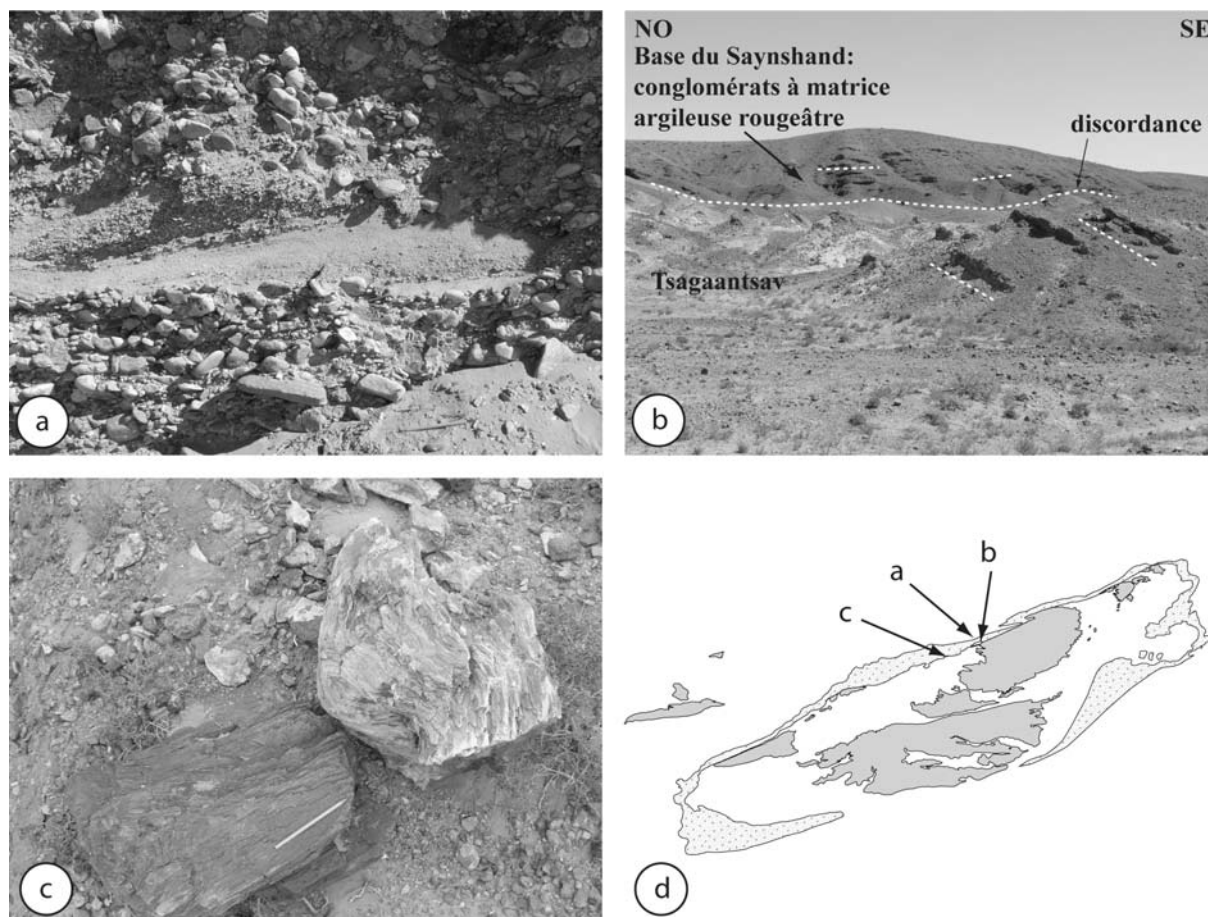 a
NO
SE
Base du Saynshand:
conglomérats à matrice
argileuse rougeâtre
discordance
Tsagaantsav
b
c
a
b
c
d